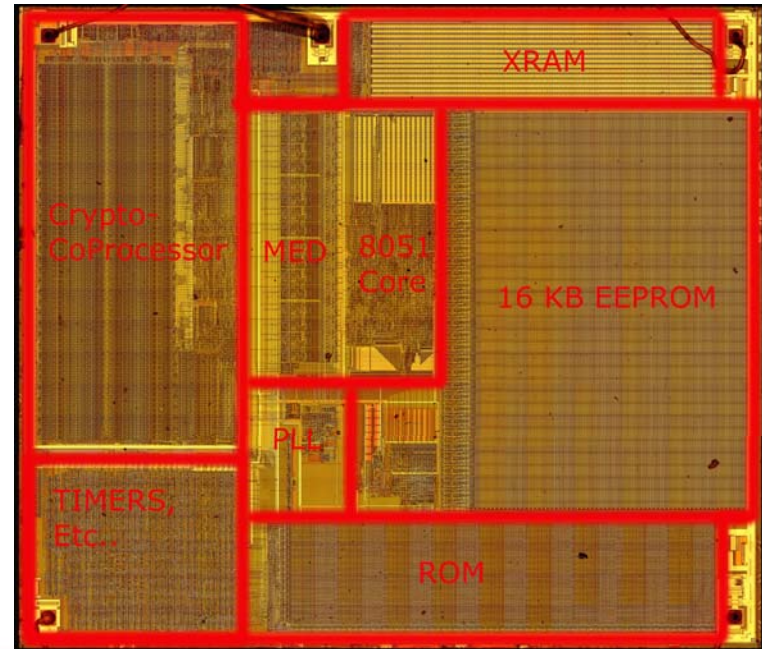 XRAM
Crypto-
CoProcessor
MED
8051
Core
16 KB EEPROM
PLL
TIMERS,
Etc..
ROM